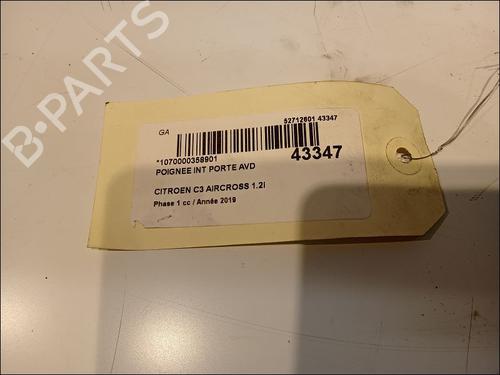 B-PARTS
52712601 43347
GA
*1070000358901
43347
POIGNEE INT PORTE AVD
CITROEN C3 AIRCROSS 1.2I
Phase 1 cc / Année 2019